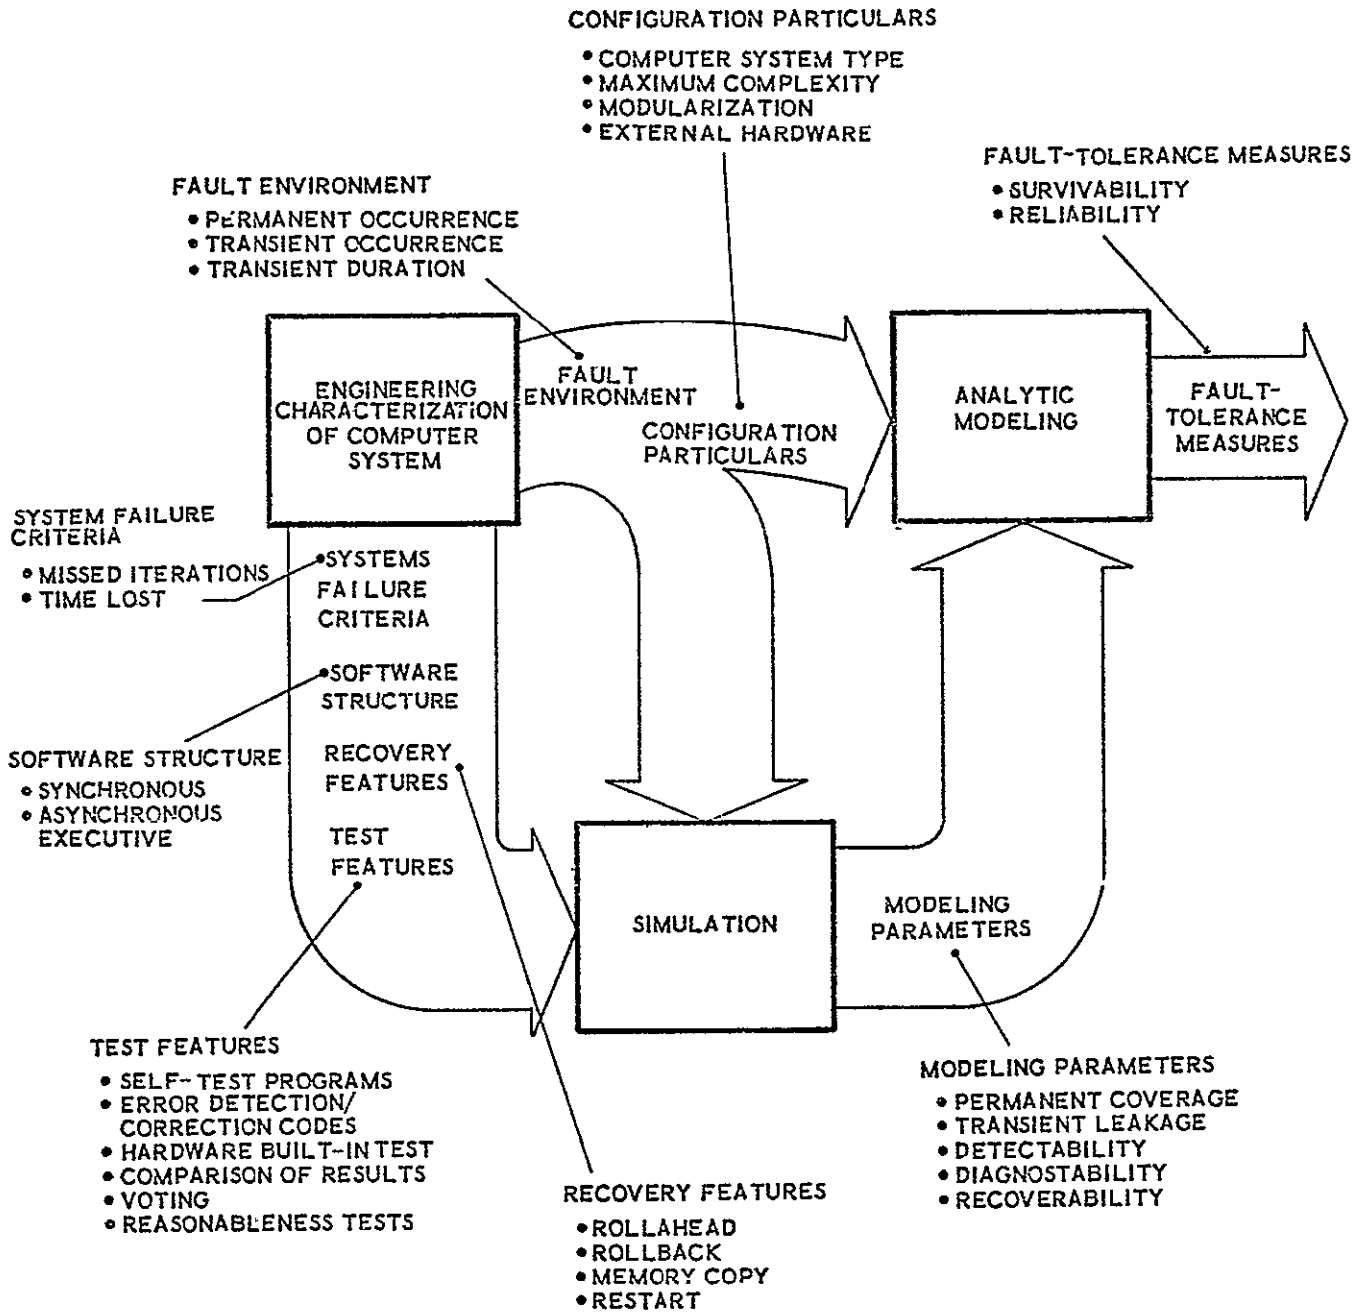 CONFIGURATION PARTICULARS
• COMPUTER SYSTEM TYPE
• MAXIMUM COMPLEXITY
• MODULARIZATION
• EXTERNAL HARDWARE
FAULT-TOLERANCE MEASURES
• SURVIVABILITY
• RELIABILITY
FAULT ENVIRONMENT
• PERMANENT OCCURRENCE
• TRANSIENT OCCURRENCE
• TRANSIENT DURATION
ENGINEERING
CHARACTERIZATION
OF COMPUTER
SYSTEM
FAULT
ENVIRONMENT
CONFIGURATION
PARTICULARS
ANALYTIC
MODELING
FAULT-
TOLERANCE
MEASURES
SYSTEM FAILURE
CRITERIA
• MISSED ITERATIONS
• TIME LOST
SYSTEMS
FAILURE
CRITERIA
SOFTWARE
STRUCTURE
RECOVERY
FEATURES
TEST
FEATURES
SOFTWARE STRUCTURE
• SYNCHRONOUS
• ASYNCHRONOUS
EXECUTIVE
SIMULATION
MODELING
PARAMETERS
TEST FEATURES
• SELF-TEST PROGRAMS
• ERROR DETECTION/
CORRECTION CODES
• HARDWARE BUILT-IN TEST
• COMPARISON OF RESULTS
• VOTING
• REASONABLENESS TESTS
RECOVERY FEATURES
• ROLLAHEAD
• ROLLBACK
• MEMORY COPY
• RESTART
MODELING PARAMETERS
• PERMANENT COVERAGE
• TRANSIENT LEAKAGE
• DETECTABILITY
• DIAGNOSTABILITY
• RECOVERABILITY